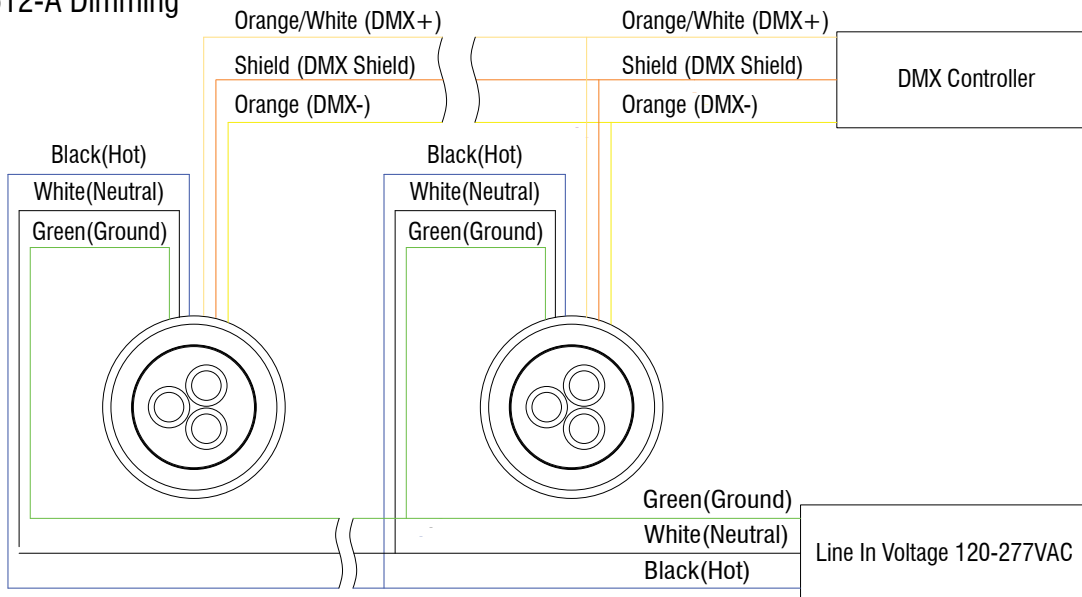 512-A Dimming
Orange/White (DMX+)
Orange/White (DMX+)
Shield (DMX Shield)
Shield (DMX Shield)
DMX Controller
Orange (DMX-)
Orange (DMX-)
Black(Hot)
Black(Hot)
White(Neutral)
White(Neutral)
Green(Ground)
Green(Ground)
Green(Ground)
White(Neutral)
Line In Voltage 120-277VAC
Black(Hot)